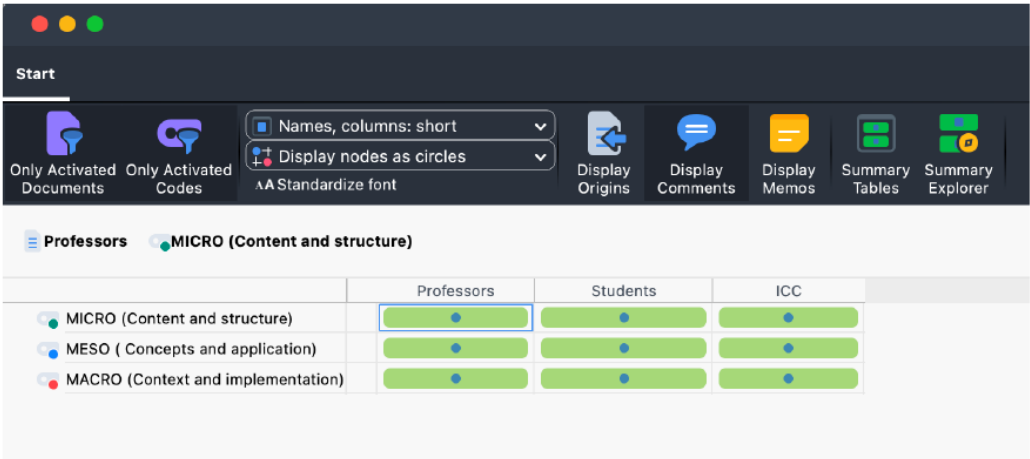 Start
Names, columns: short
Display nodes as circles
Standardize font
Only Activated Documents
Only Activated Codes
Display Origins
Display Comments
Display Memos
Summary Tables
Summary Explorer
Professors MICRO (Content and structure)
Professors Students ICC
MICRO (Content and structure)
MESO ( Concepts and application)
MACRO (Context and implementation)